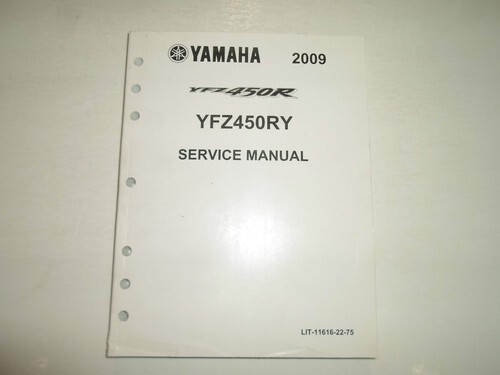 YAMAHA 2009
YFZ450R
YFZ450RY
SERVICE MANUAL
LIT-11616-22-75